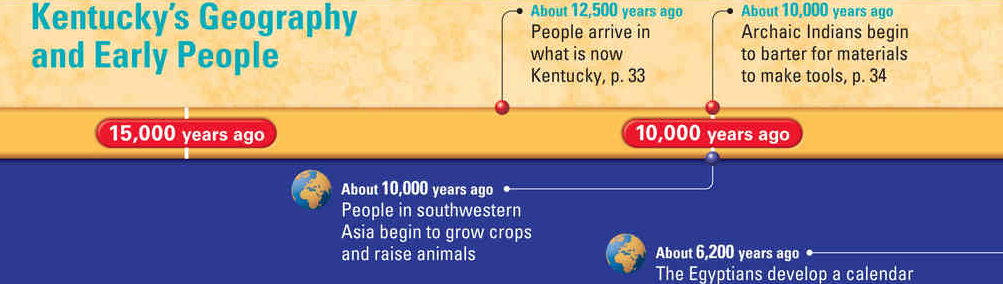 Kentucky's Geography
and Early People
About 12,500 years ago
People arrive in
what is now
Kentucky, p. 33
About 10,000 years ago
Archaic Indians begin
to barter for materials
to make tools, p. 34
15,000 years ago
10,000 years ago
About 10,000 years ago
People in southwestern
Asia begin to grow crops
and raise animals
About 6,200 years ago
The Egyptians develop a calendar